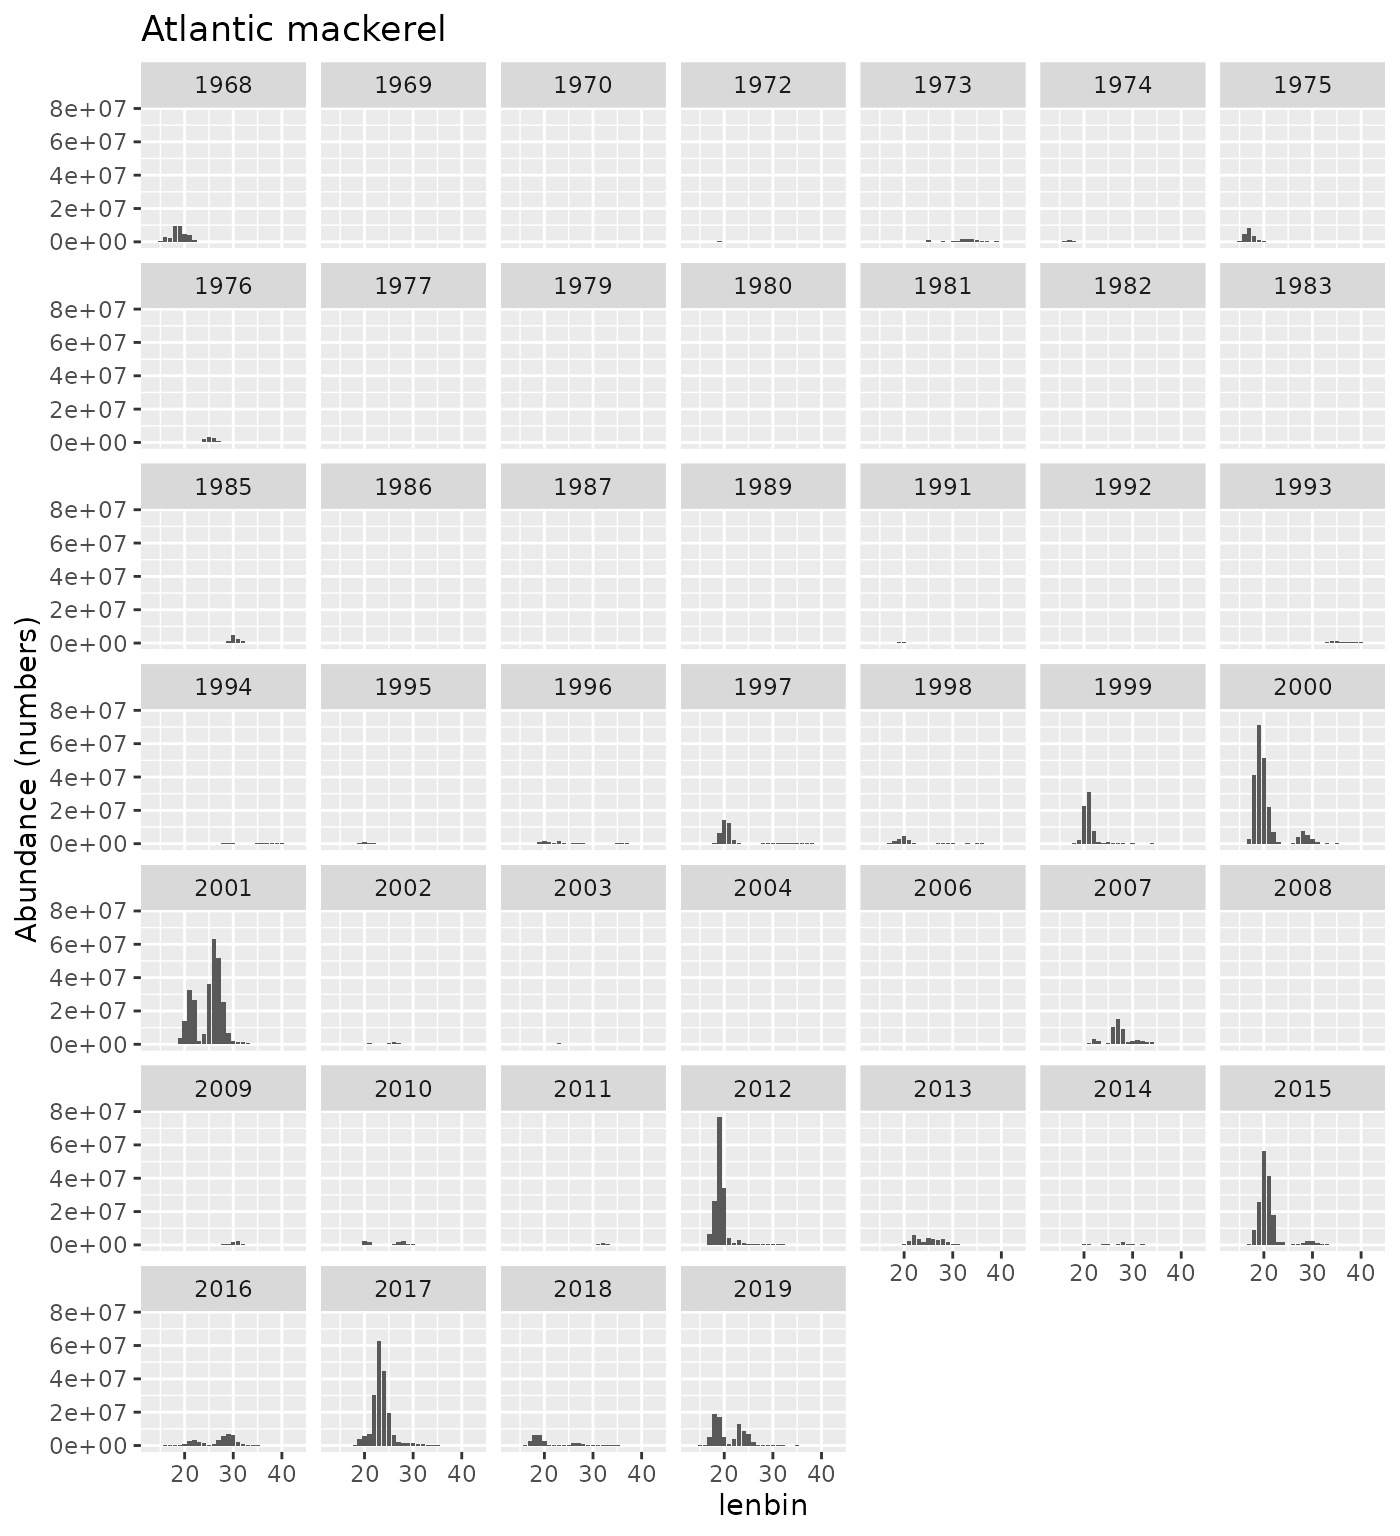 Atlantic mackerel
1968 1969 1970 1972 1973 1974 1975
8e+07
6e+07
4e+07
2e+07
0e+00
1976 1977 1979 1980 1981 1982 1983
8e+07
6e+07
4e+07
2e+07
0e+00
1985 1986 1987 1989 1991 1992 1993
8e+07
6e+07
4e+07
2e+07
0e+00
Abundance (numbers)
1994 1995 1996 1997 1998 1999 2000
8e+07
6e+07
4e+07
2e+07
0e+00
2001 2002 2003 2004 2006 2007 2008
8e+07
6e+07
4e+07
2e+07
0e+00
2009 2010 2011 2012 2013 2014 2015
8e+07
6e+07
4e+07
2e+07
0e+00
20 30 40 20 30 40 20 30 40
2016 2017 2018 2019
8e+07
6e+07
4e+07
2e+07
0e+00
20 30 40 20 30 40 20 30 40 20 30 40
lenbin